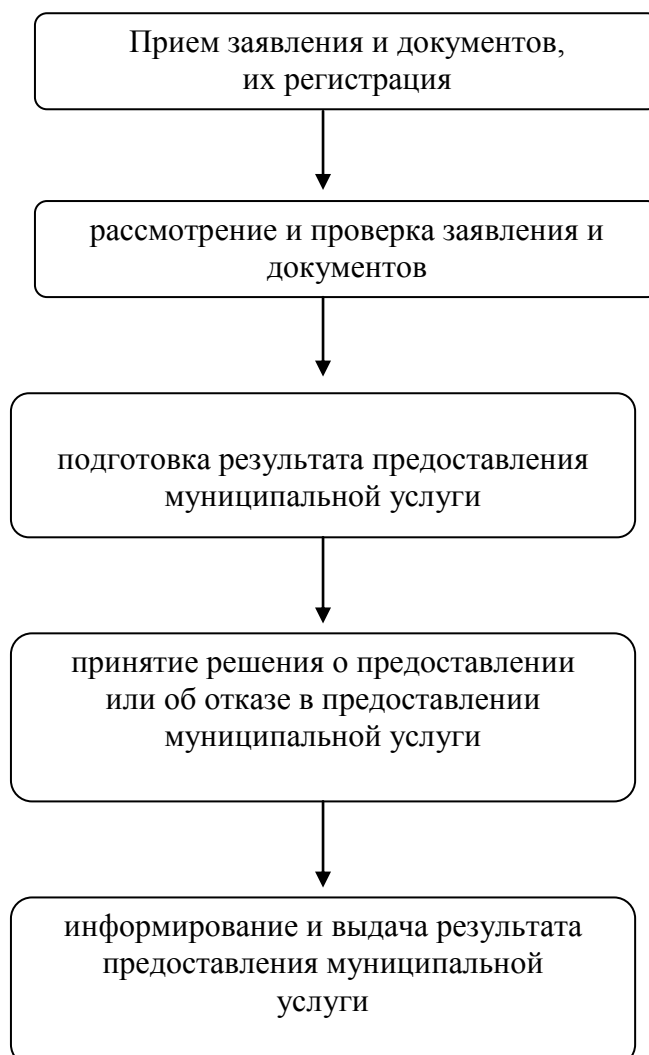 Прием заявления и документов,
их регистрация
рассмотрение и проверка заявления и
документов
подготовка результата предоставления
муниципальной услуги
принятие решения о предоставлении
или об отказе в предоставлении
муниципальной услуги
информирование и выдача результата
предоставления муниципальной
услуги